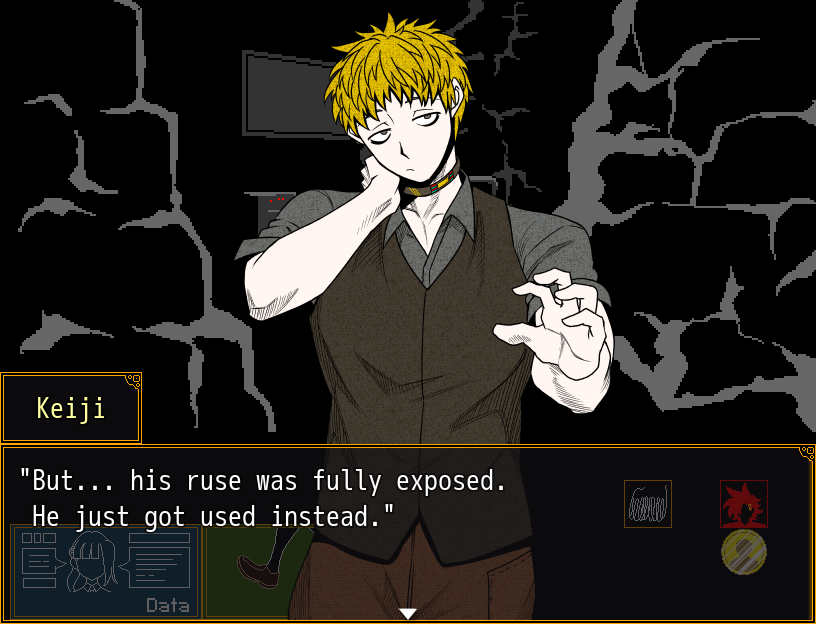 Keiji
"But... his ruse was fully exposed.
He just got used instead."
Data